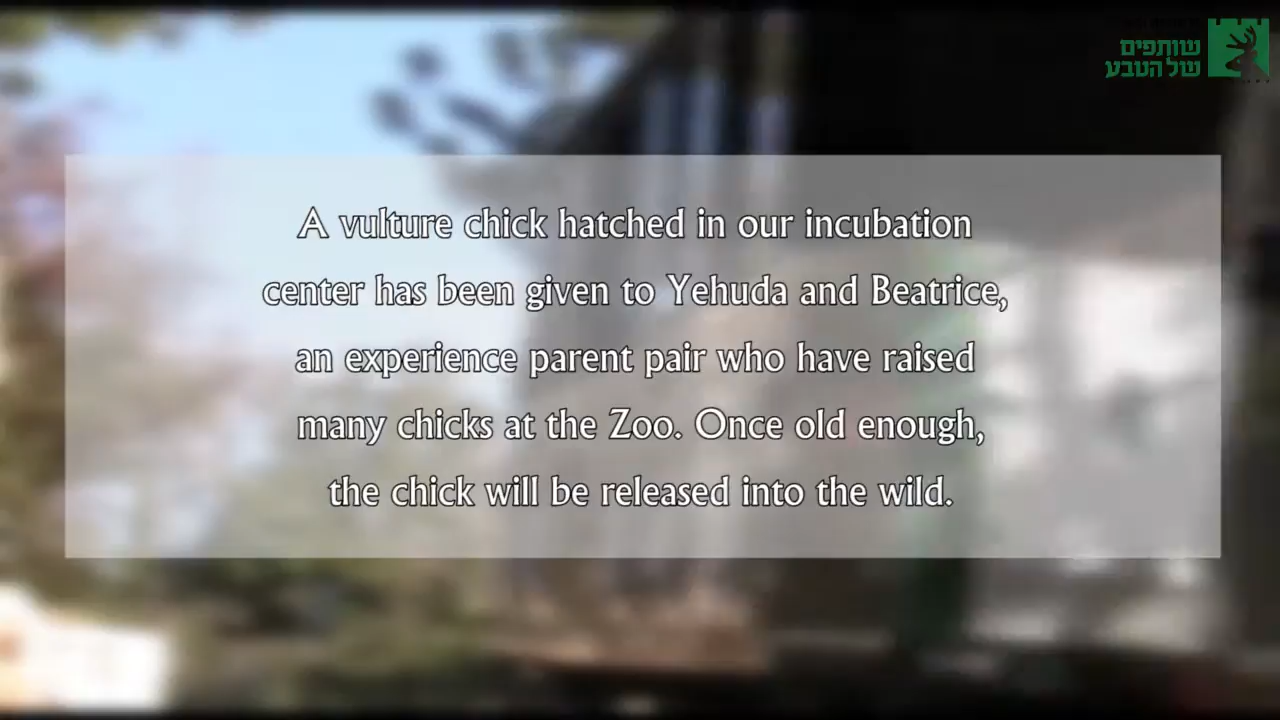 שותפים
של הטבע
A vulture chick hatched in our incubation
center has been given to Yehuda and Beatrice,
an experience parent pair who have raised
many chicks at the Zoo. Once old enough,
the chick will be released into the wild.